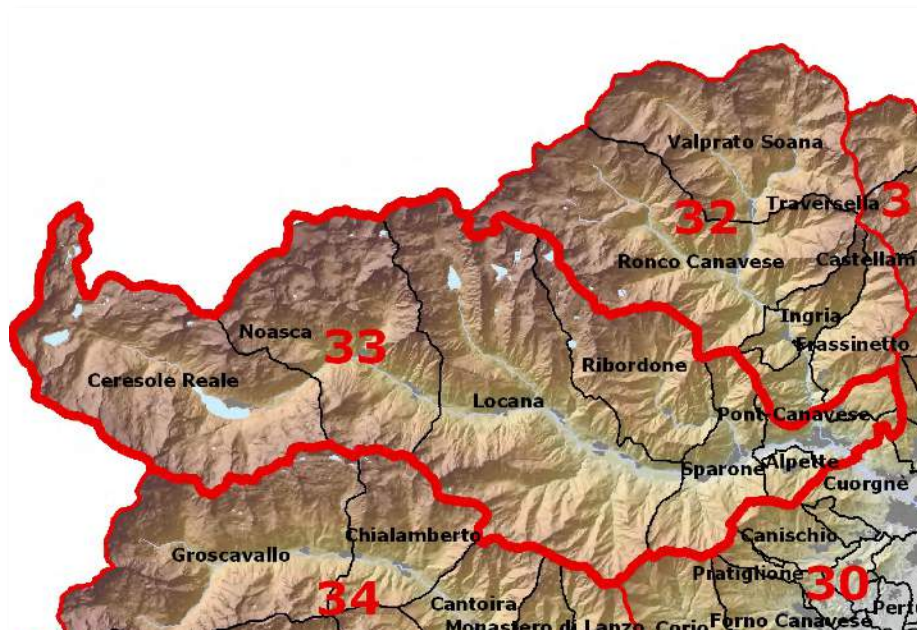 Valprato Soana
Traversella
3
32
Ronco Canavese
Castellam
Ingria
Noasca
33
Frassinetto
Ribordone
Ceresole Reale
Locana
Pont-Canavese
Sparone
Alpette
Cuorgnè
Chialamberto
Canischio
Groscavallo
Pratiglione
30
34
Cantoira
Pertu
Monastero di Lanzo
Corio
Forno Canavese